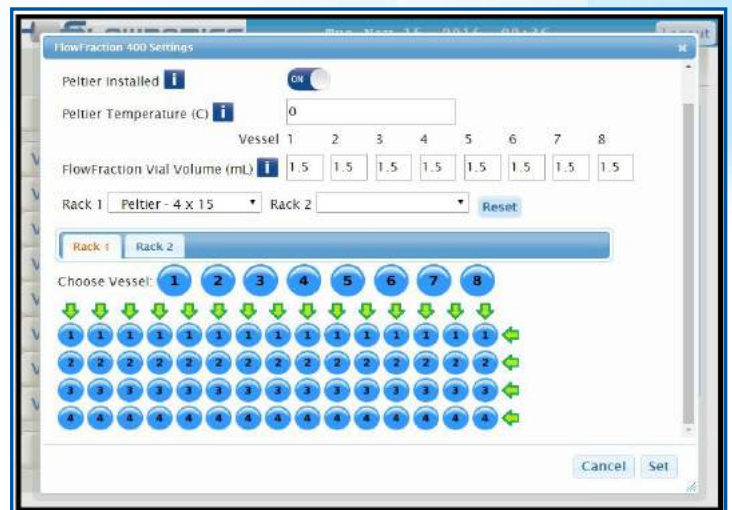 FlowFraction 400 Settings
Peltier Installed i ON
Peltier Temperature (C) i 0
Vessel 1 2 3 4 5 6 7 8
FlowFraction Vial Volume (mL) i 1.5 1.5 1.5 1.5 1.5 1.5 1.5 1.5
Rack 1 Peltier - 4 x 15 Rack 2 Reset
Rack 1 Rack 2
Choose Vessel: 1 2 3 4 5 6 7 8
1 1 1 1 1 1 1 1 1 1 1 1 1 1 1
2 2 2 2 2 2 2 2 2 2 2 2 2 2 2
3 3 3 3 3 3 3 3 3 3 3 3 3 3 3
4 4 4 4 4 4 4 4 4 4 4 4 4 4 4
Cancel Set